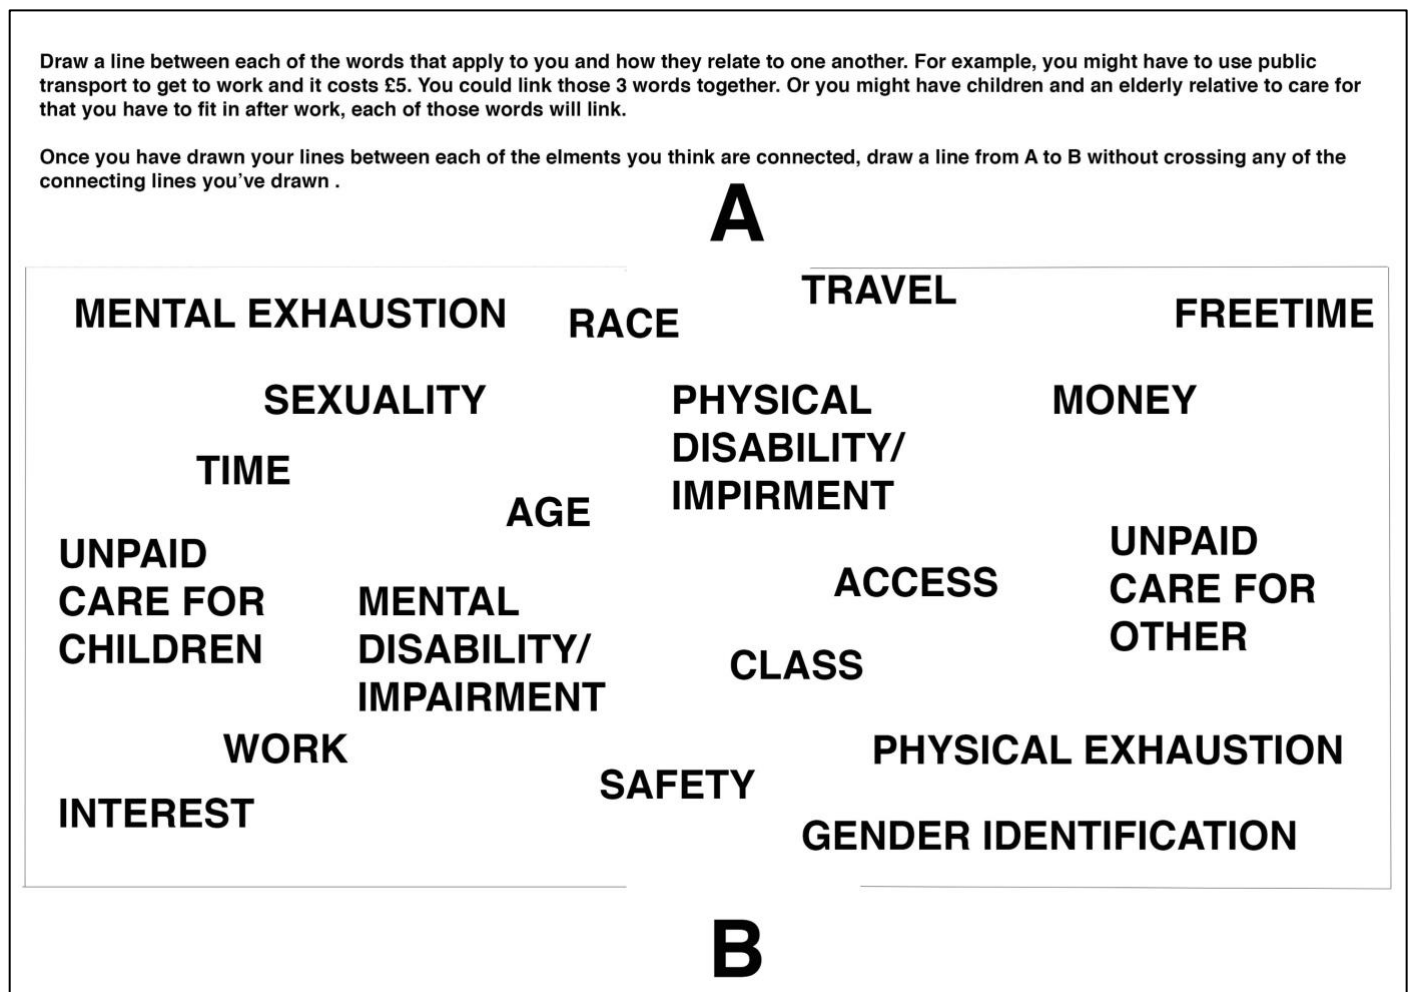 Draw a line between each of the words that apply to you and how they relate to one another. For example, you might have to use public
transport to get to work and it costs £5. You could link those 3 words together. Or you might have children and an elderly relative to care for
that you have to fit in after work, each of those words will link.
Once you have drawn your lines between each of the elments you think are connected, draw a line from A to B without crossing any of the
connecting lines you've drawn .
A
MENTAL EXHAUSTION
RACE
TRAVEL
FREETIME
SEXUALITY
PHYSICAL
DISABILITY/
IMPIRMENT
MONEY
TIME
AGE
UNPAID
CARE FOR
CHILDREN
MENTAL
DISABILITY/
IMPAIRMENT
ACCESS
UNPAID
CARE FOR
OTHER
CLASS
WORK
PHYSICAL EXHAUSTION
SAFETY
INTEREST
GENDER IDENTIFICATION
B